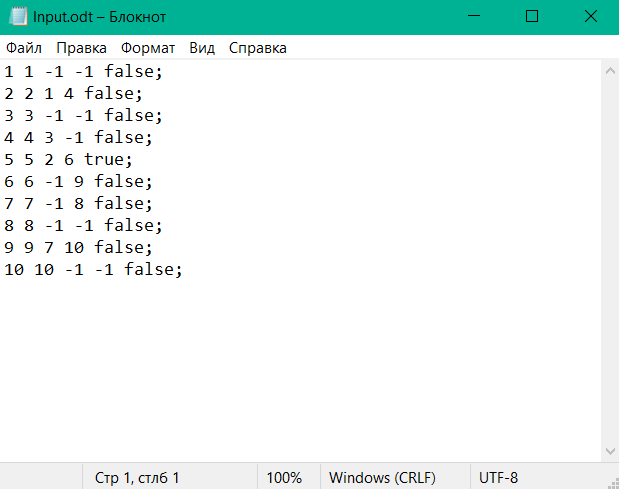 Input.odt – Блокнот
Файл Правка Формат Вид Справка
1 1 -1 -1 false;
2 2 1 4 false;
3 3 -1 -1 false;
4 4 3 -1 false;
5 5 2 6 true;
6 6 -1 9 false;
7 7 -1 8 false;
8 8 -1 -1 false;
9 9 7 10 false;
10 10 -1 -1 false;
Стр 1, стлб 1 100% Windows (CRLF) UTF-8